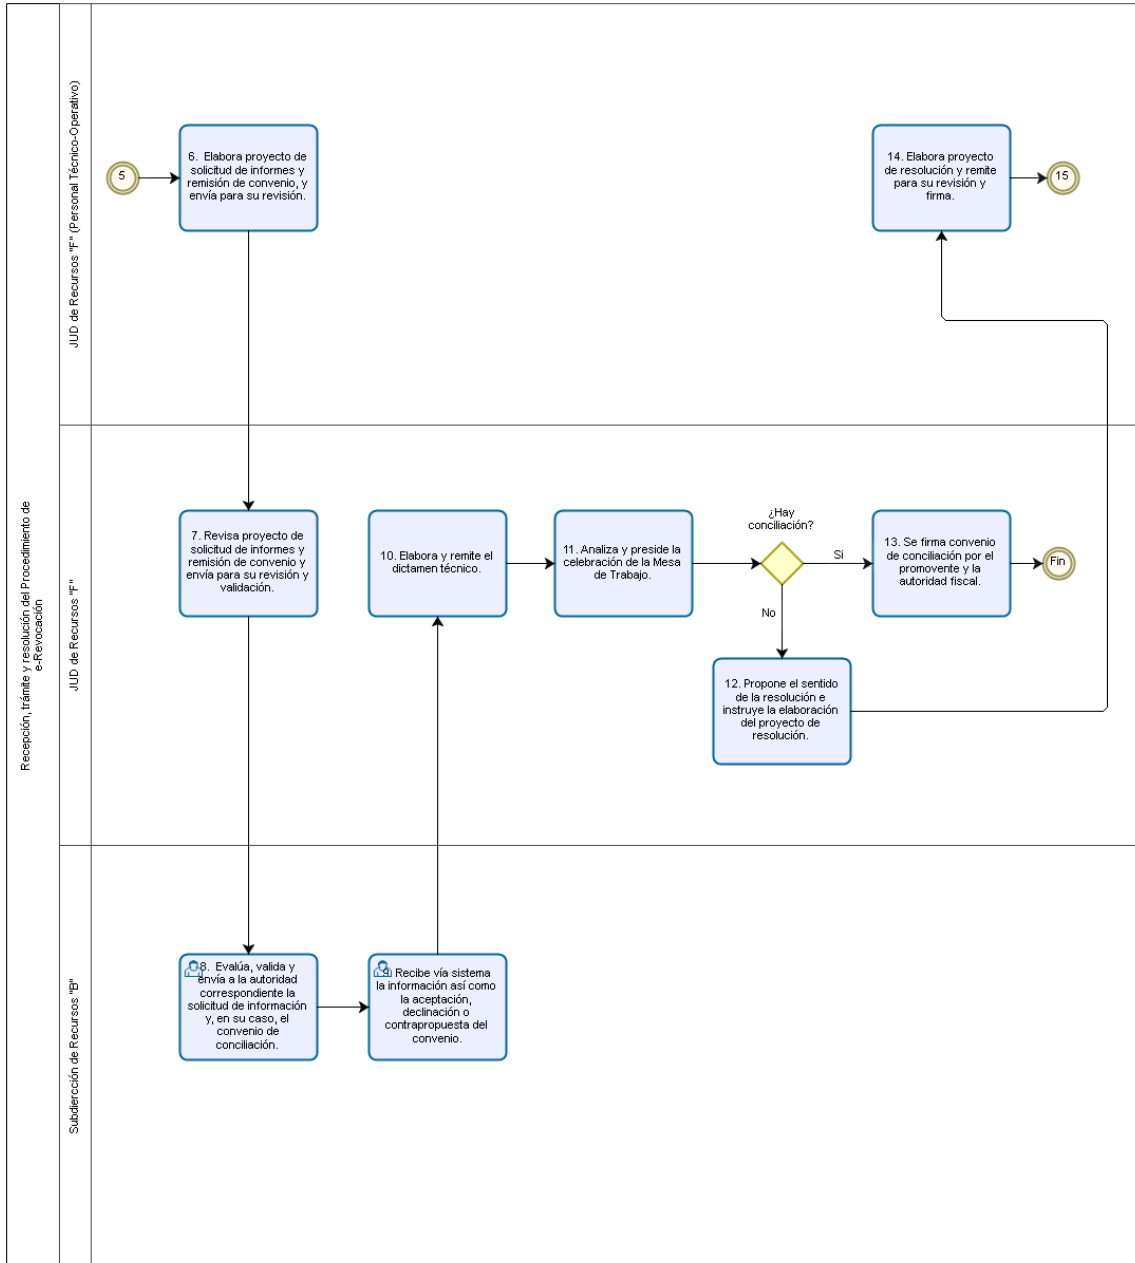 Recepción, trámite y resolución del Procedimiento de
e-Revocación
JUD de Recursos "F" (Personal Técnico-Operativo)
5
6. Elabora proyecto de
solicitud de informes y
remisión de convenio, y
envía para su revisión.
14. Elabora proyecto
de resolución y remite
para su revisión y
firma.
15
JUD de Recursos "F"
7. Revisa proyecto de
solicitud de informes y
remisión de convenio y
envía para su revisión y
validación.
10. Elabora y remite el
dictamen técnico.
11. Analiza y preside la
celebración de la Mesa
de Trabajo.
¿Hay
conciliación?
Si
No
13. Se firma convenio
de conciliación por el
promovente y la
autoridad fiscal.
Fin
12. Propone el sentido
de la resolución e
instruye la elaboración
del proyecto de
resolución.
Subdiercción de Recursos "B"
8. Evalúa, valida y
envía a la autoridad
correspondiente la
solicitud de información
y, en su caso, el
convenio de
conciliación.
9. Recibe vía sistema
la información así como
la aceptación,
declinación o
contrapropuesta del
convenio.